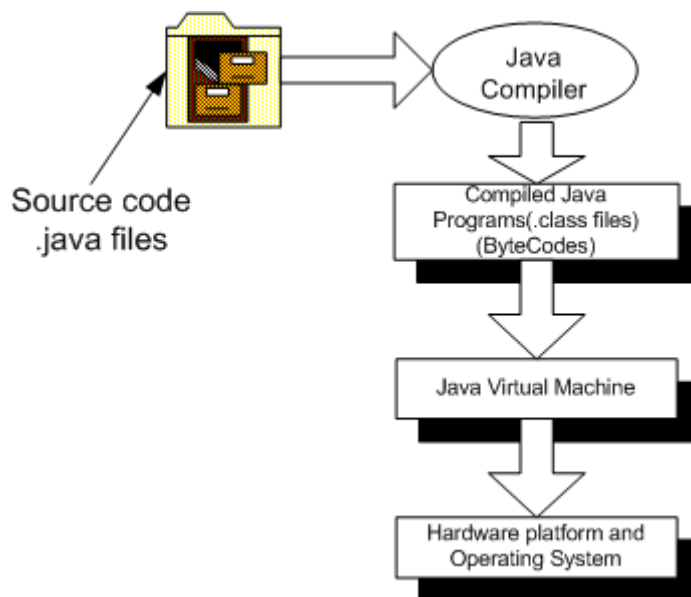 Java
Compiler
Source code
.java files
Compiled Java
Programs(.class files)
(ByteCodes)
Java Virtual Machine
Hardware platform and
Operating System